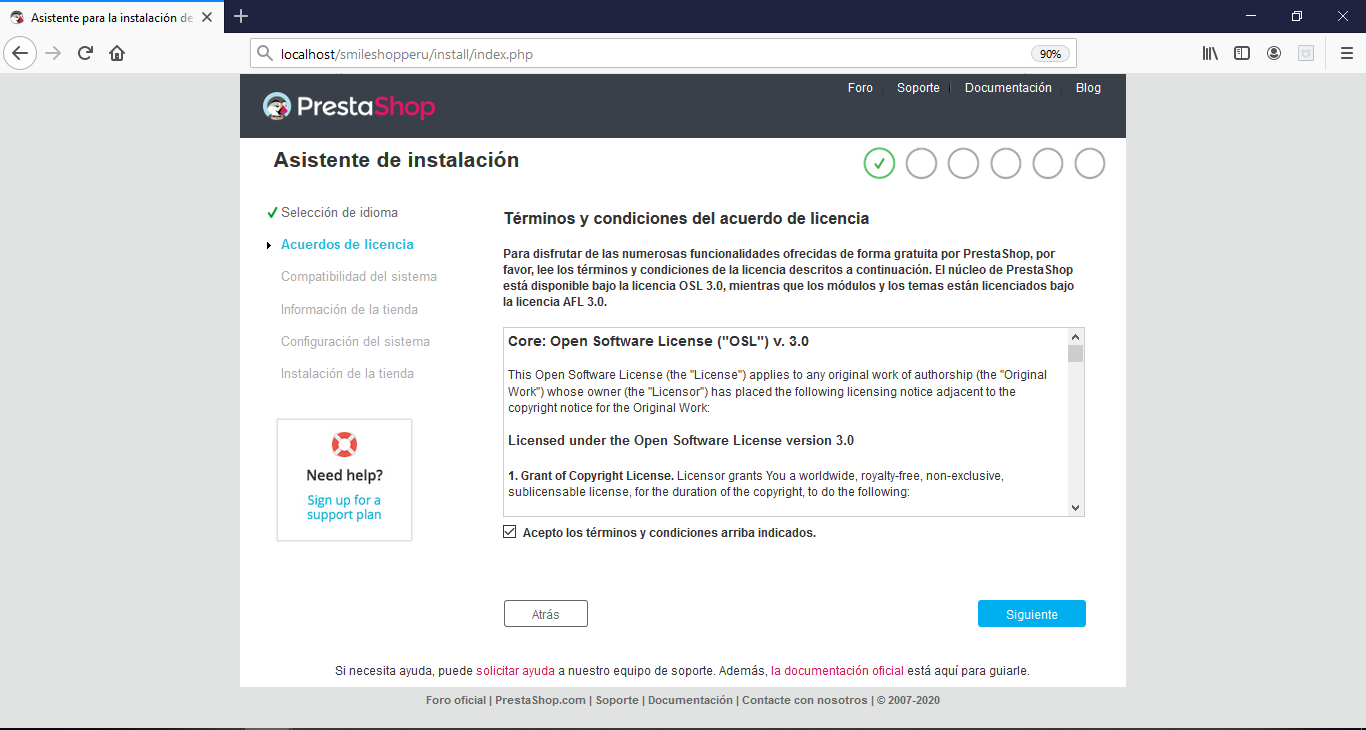 Asistente para la instalación de
localhost/smileshopperu/install/index.php
90%
Foro
Soporte
Documentación
Blog
PrestaShop
Asistente de instalación
Selección de idioma
Acuerdos de licencia
Compatibilidad del sistema
Información de la tienda
Configuración del sistema
Instalación de la tienda
Need help?
Sign up for a
support plan
Términos y condiciones del acuerdo de licencia
Para disfrutar de las numerosas funcionalidades ofrecidas de forma gratuita por PrestaShop, por
favor, lee los términos y condiciones de la licencia descritos a continuación. El núcleo de PrestaShop
está disponible bajo la licencia OSL 3.0, mientras que los módulos y los temas están licenciados bajo
la licencia AFL 3.0.
Core: Open Software License ("OSL") v. 3.0
This Open Software License (the "License") applies to any original work of authorship (the "Original
Work") whose owner (the "Licensor") has placed the following licensing notice adjacent to the
copyright notice for the Original Work:
Licensed under the Open Software License version 3.0
1. Grant of Copyright License. Licensor grants You a worldwide, royalty-free, non-exclusive,
sublicensable license, for the duration of the copyright, to do the following:
Acepto los términos y condiciones arriba indicados.
Atrás
Siguiente
Si necesita ayuda, puede solicitar ayuda a nuestro equipo de soporte. Además, la documentación oficial está aquí para guiarle.
Foro oficial | PrestaShop.com | Soporte | Documentación | Contacte con nosotros | © 2007-2020